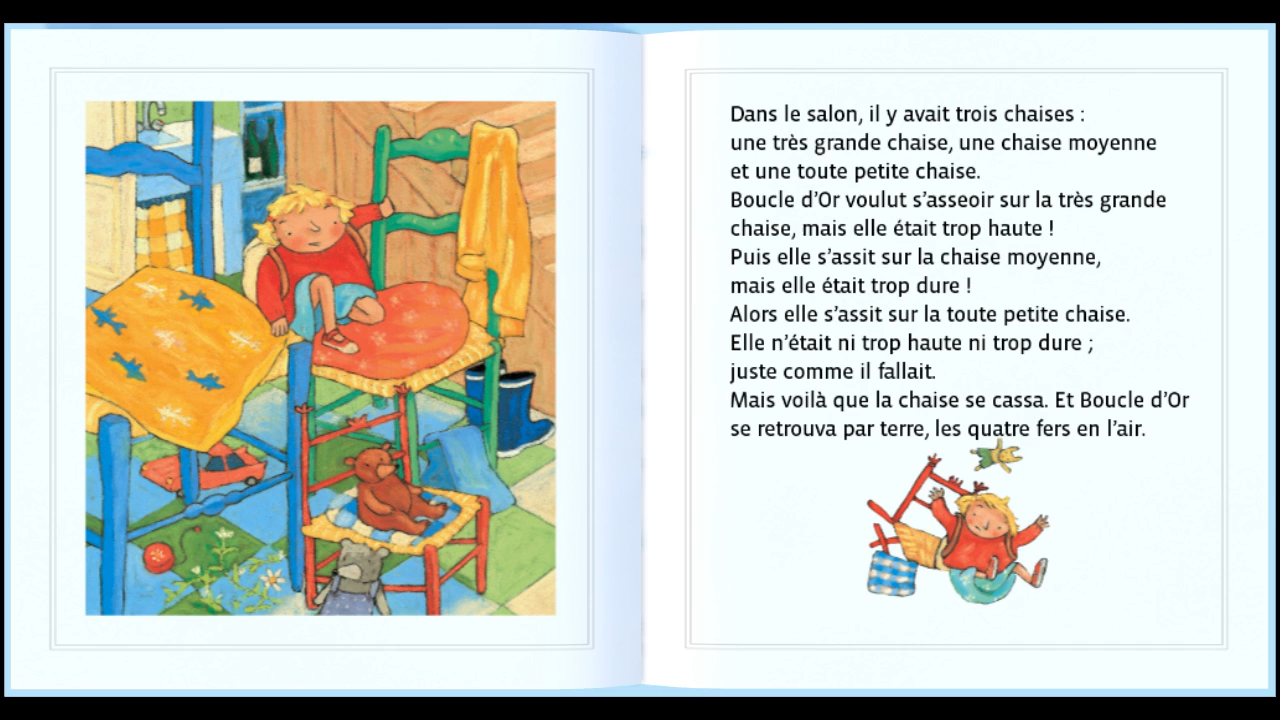 Dans le salon, il y avait trois chaises :
une très grande chaise, une chaise moyenne
et une toute petite chaise.
Boucle d’Or voulut s’asseoir sur la très grande
chaise, mais elle était trop haute !
Puis elle s’assit sur la chaise moyenne,
mais elle était trop dure !
Alors elle s’assit sur la toute petite chaise.
Elle n’était ni trop haute ni trop dure ;
juste comme il fallait.
Mais voilà que la chaise se cassa. Et Boucle d’Or
se retrouva par terre, les quatre fers en l’air.